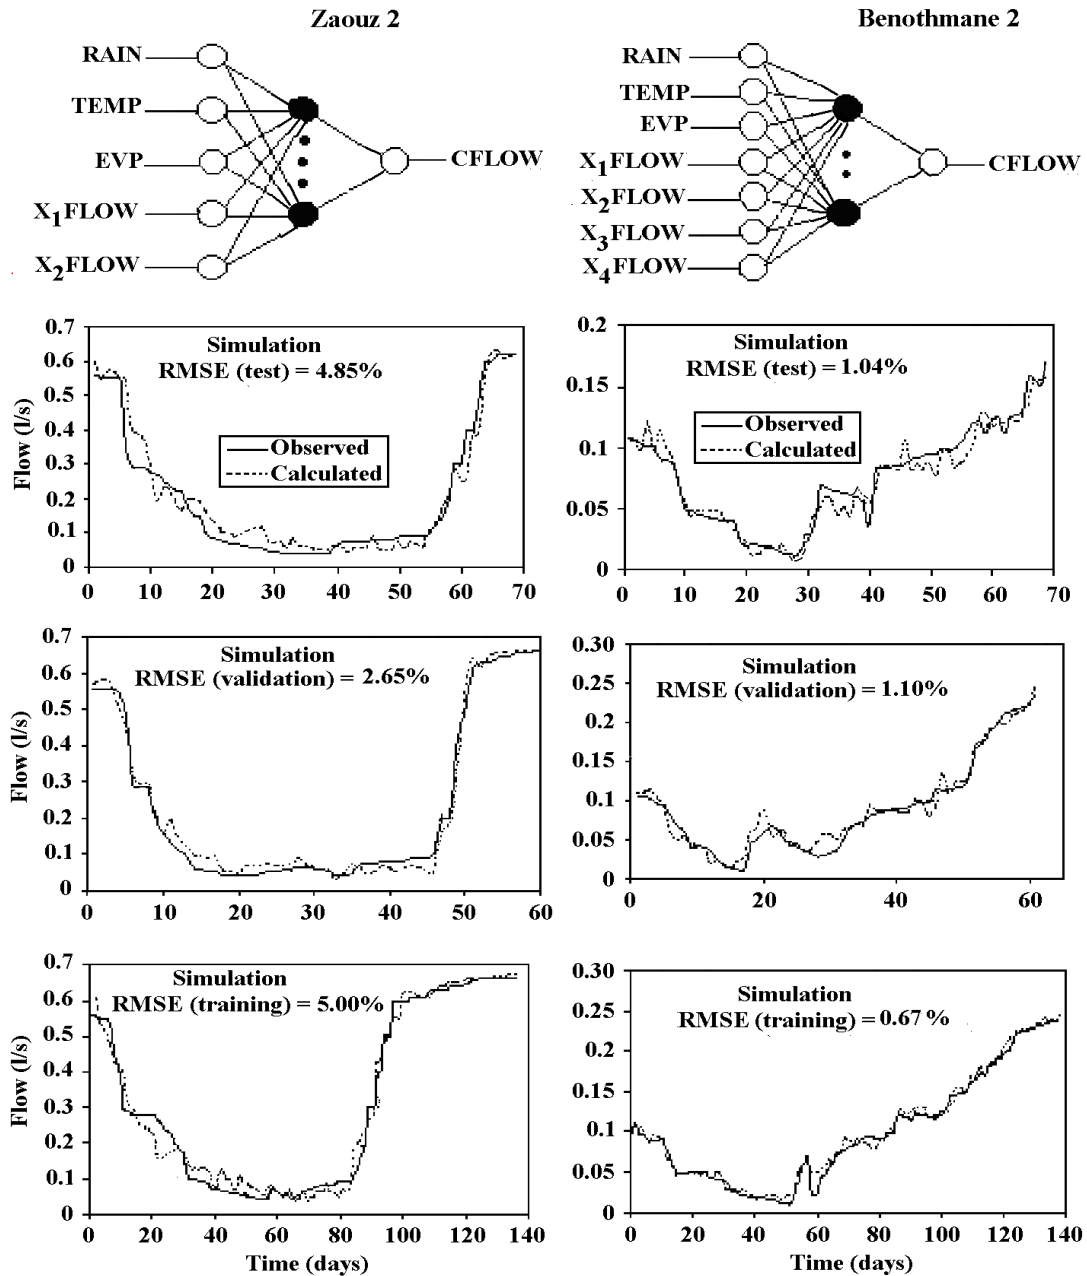 Zaouz 2
RAIN
TEMP
EVP
X1FLOW
X2FLOW
CFLOW
Benothmane 2
RAIN
TEMP
EVP
X1FLOW
X2FLOW
X3FLOW
X4FLOW
CFLOW
Simulation
RMSE (test) = 4.85%
Observed
Calculated
Flow (l/s)
0.7
0.6
0.5
0.4
0.3
0.2
0.1
0
0 10 20 30 40 50 60 70
Simulation
RMSE (test) = 1.04%
Observed
Calculated
0.2
0.15
0.1
0.05
0
0 10 20 30 40 50 60 70
Simulation
RMSE (validation) = 2.65%
Flow (l/s)
0.7
0.6
0.5
0.4
0.3
0.2
0.1
0
0 10 20 30 40 50 60
Simulation
RMSE (validation) = 1.10%
0.30
0.25
0.2
0.15
0.1
0.05
0
0 20 40 60
Simulation
RMSE (training) = 5.00%
Flow (l/s)
0.7
0.6
0.5
0.4
0.3
0.2
0.1
0
0 20 40 60 80 100 120 140
Time (days)
Simulation
RMSE (training) = 0.67 %
0.30
0.25
0.2
0.15
0.1
0.05
0
0 20 40 60 80 100 120 140
Time (days)